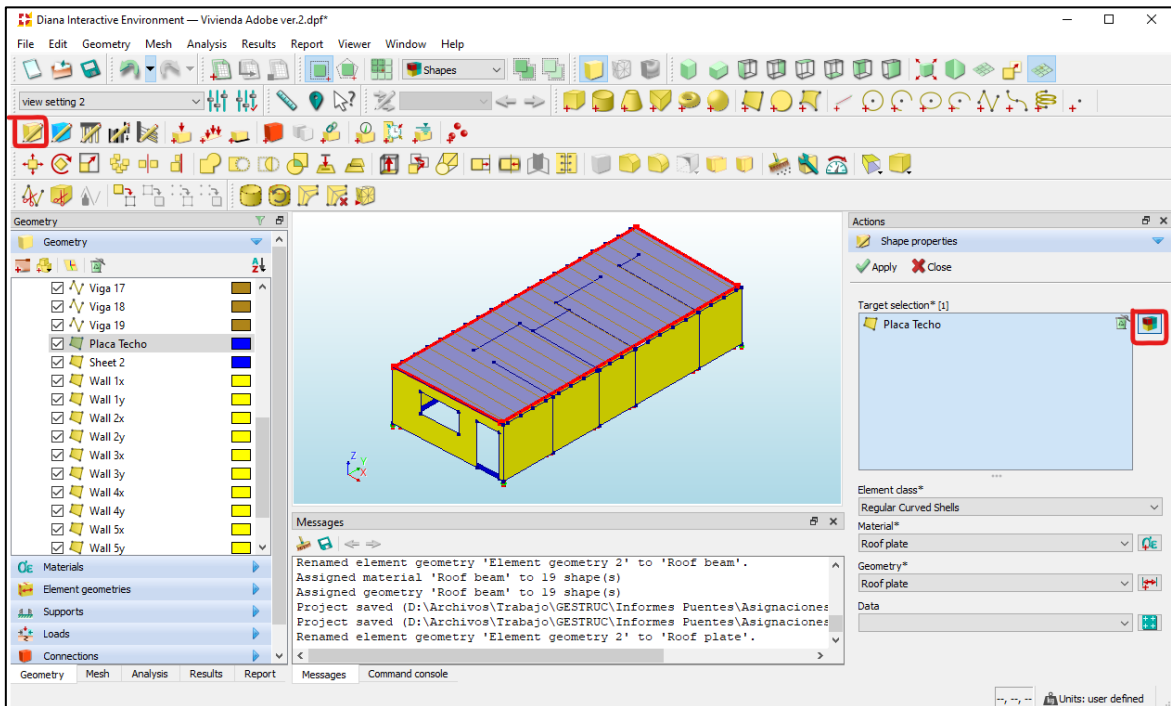 Diana Interactive Environment — Vivienda Adobe ver.2.dpf*
File Edit Geometry Mesh Analysis Results Report Viewer Window Help
Shapes
view setting 2
Geometry
Geometry
Viga 17
Viga 18
Viga 19
Placa Techo
Sheet 2
Wall 1x
Wall 1y
Wall 2x
Wall 2y
Wall 3x
Wall 3y
Wall 4x
Wall 4y
Wall 5x
Wall 5y
Materials
Element geometries
Supports
Loads
Connections
Geometry Mesh Analysis Results Report
Z
Y
X
Messages
Renamed element geometry 'Element geometry 2' to 'Roof beam'.
Assigned material 'Roof beam' to 19 shape(s)
Assigned geometry 'Roof beam' to 19 shape(s)
Project saved (D:\Archivos\Trabajo\GESTRUC\Informes Puentes\Asignaciones
Project saved (D:\Archivos\Trabajo\GESTRUC\Informes Puentes\Asignaciones
Renamed element geometry 'Element geometry 2' to 'Roof plate'.
Messages Command console
Actions
Shape properties
Apply Close
Target selection* [1]
Placa Techo
Element class*
Regular Curved Shells
Material*
Roof plate
Geometry*
Roof plate
Data
--, --, --
Units: user defined